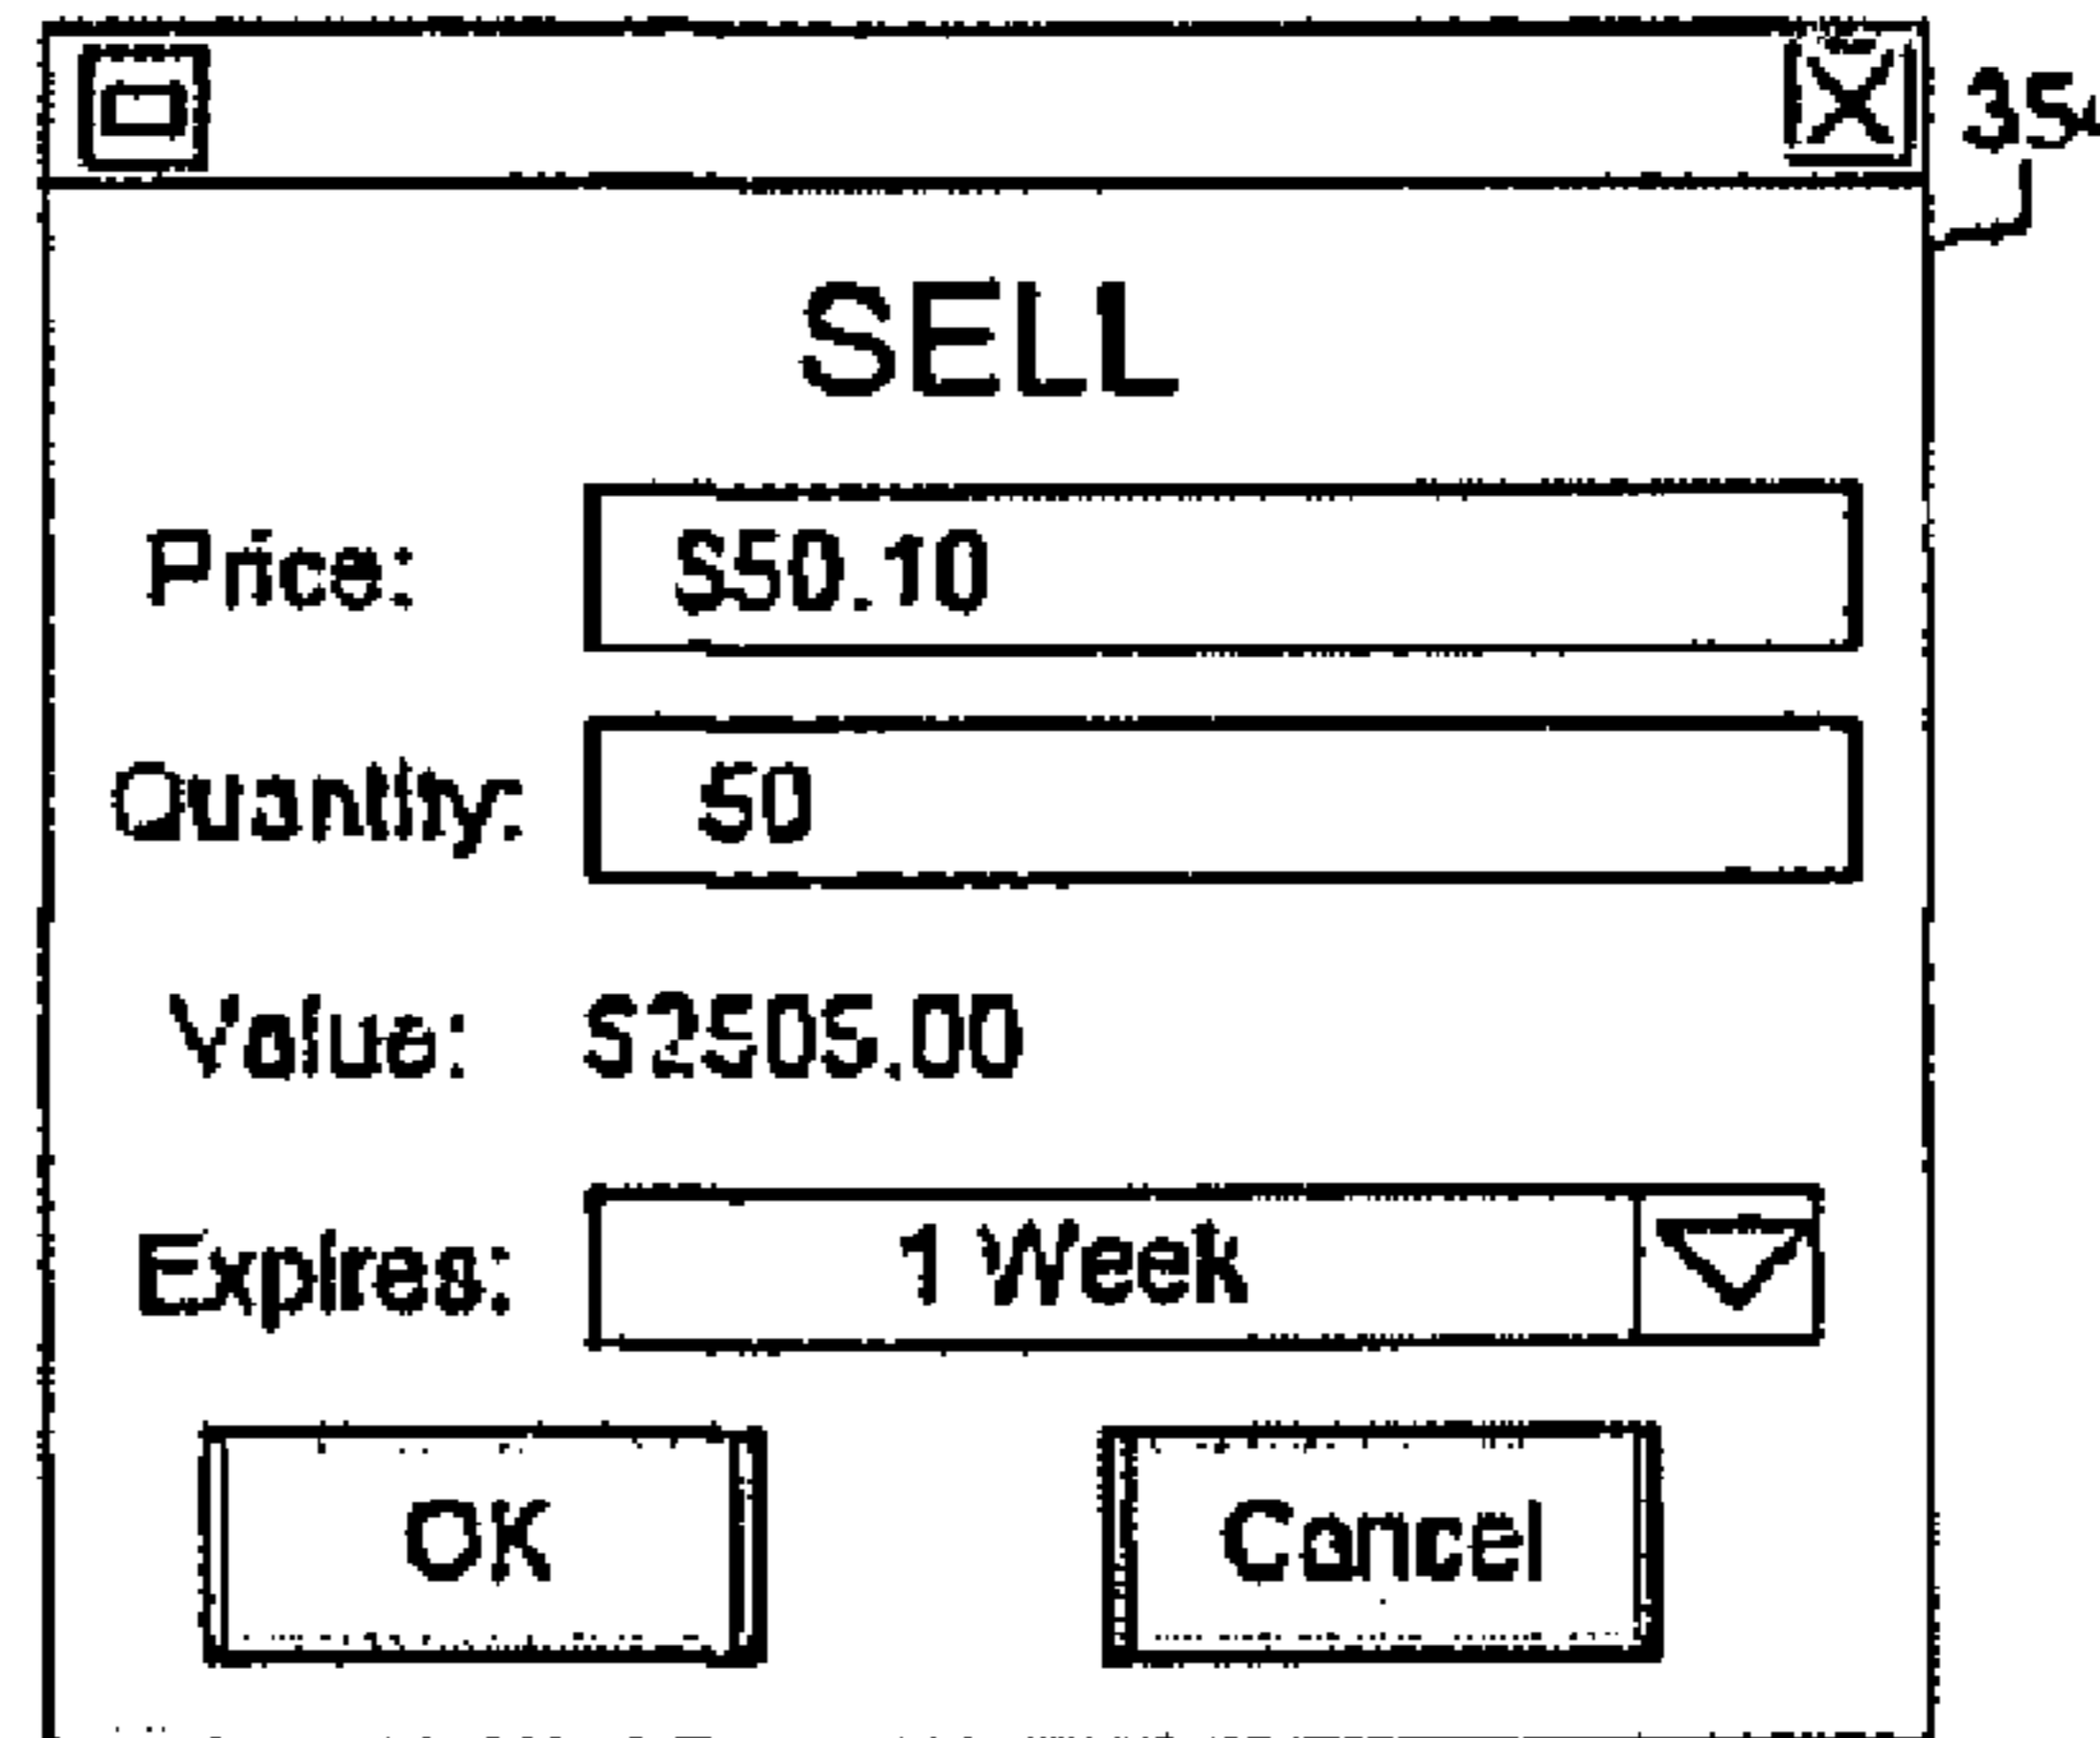 SELL
Price: $50.10
Quantity: 50
Value: $2505.00
Expires: 1 Week
OK Cancel